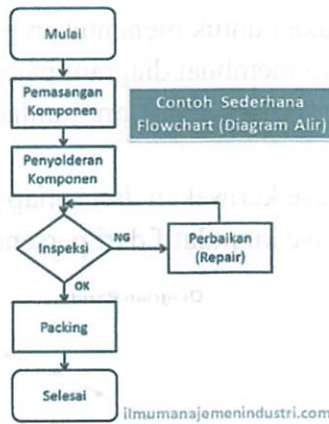 Mulai
Pemasangan
Komponen
Contoh Sederhana
Flowchart (Diagram Alir)
Penyolderan
Komponen
Inspeksi
NG
Perbaikan
(Repair)
OK
Packing
Selesai
ilmumanajemenindustri.com